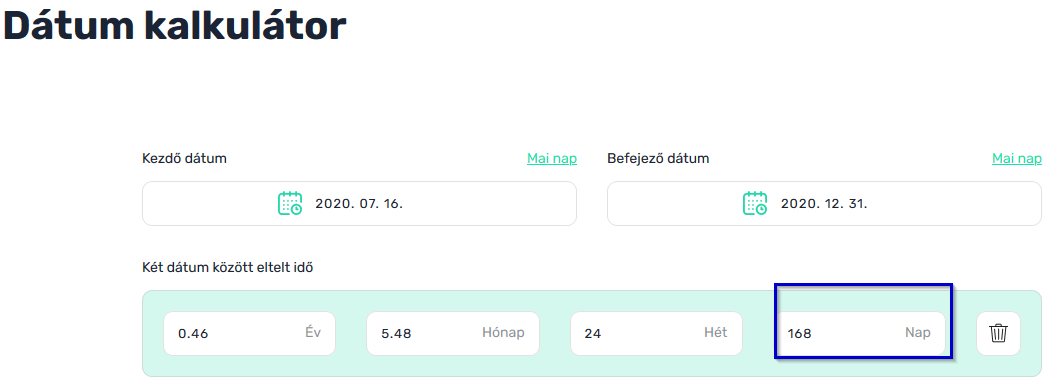 Dátum kalkulátor
Kezdő dátum
Mai nap
Befejező dátum
Mai nap
2020. 07. 16.
2020. 12. 31.
Két dátum között eltelt idő
0.46 Év
5.48 Hónap
24 Hét
168 Nap